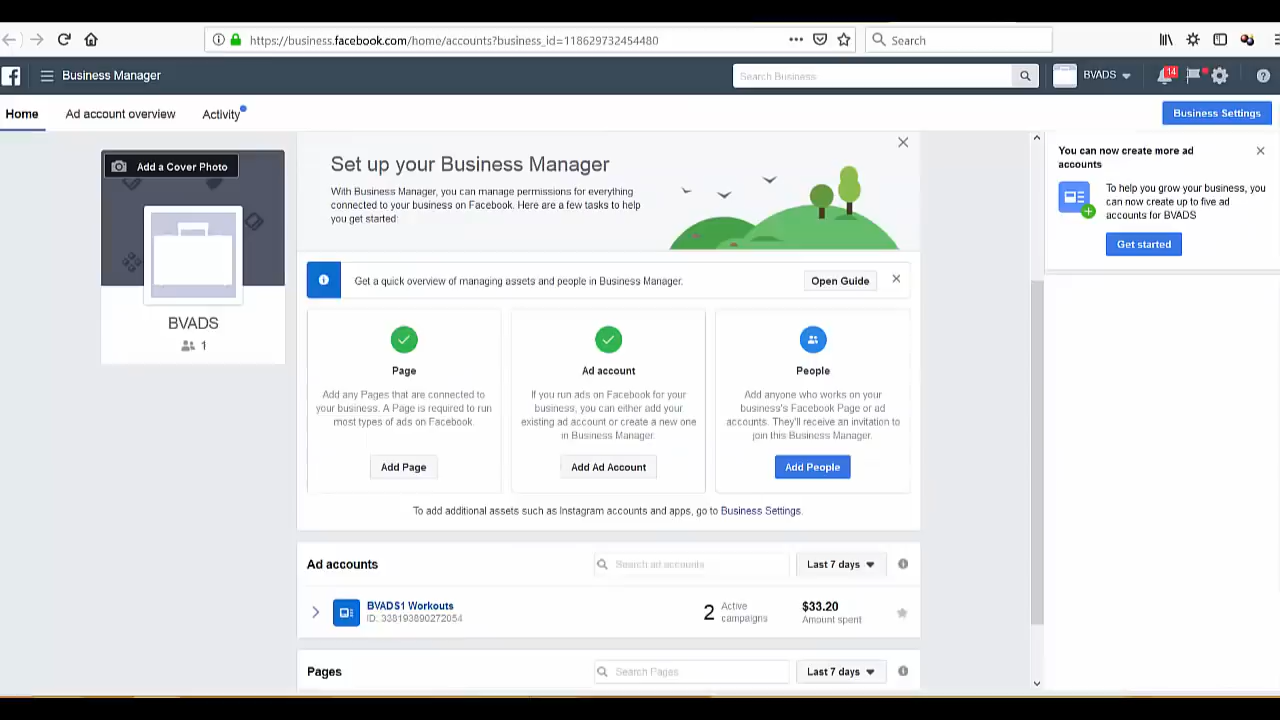 https://business.facebook.com/home/accounts?business_id=118629732454480
Search
Business Manager
Search Business
BVADS
14
Home
Ad account overview
Activity
Business Settings
Add a Cover Photo
BVADS
1
Set up your Business Manager
With Business Manager, you can manage permissions for everything
connected to your business on Facebook. Here are a few tasks to help
you get started:
Get a quick overview of managing assets and people in Business Manager.
Open Guide
Page
Add any Pages that are connected to
your business. A Page is required to run
most types of ads on Facebook.
Add Page
Ad account
If you run ads on Facebook for your
business, you can either add your
existing ad account or create a new one
in Business Manager.
Add Ad Account
People
Add anyone who works on your
business's Facebook Page or ad
accounts. They'll receive an invitation to
join this Business Manager.
Add People
To add additional assets such as Instagram accounts and apps, go to Business Settings.
Ad accounts
Search ad accounts
Last 7 days
BVADS1 Workouts
ID: 338193890272054
2
Active
campaigns
$33.20
Amount spent
Pages
Search Pages
Last 7 days
You can now create more ad
accounts
To help you grow your business, you
can now create up to five ad
accounts for BVADS
Get started